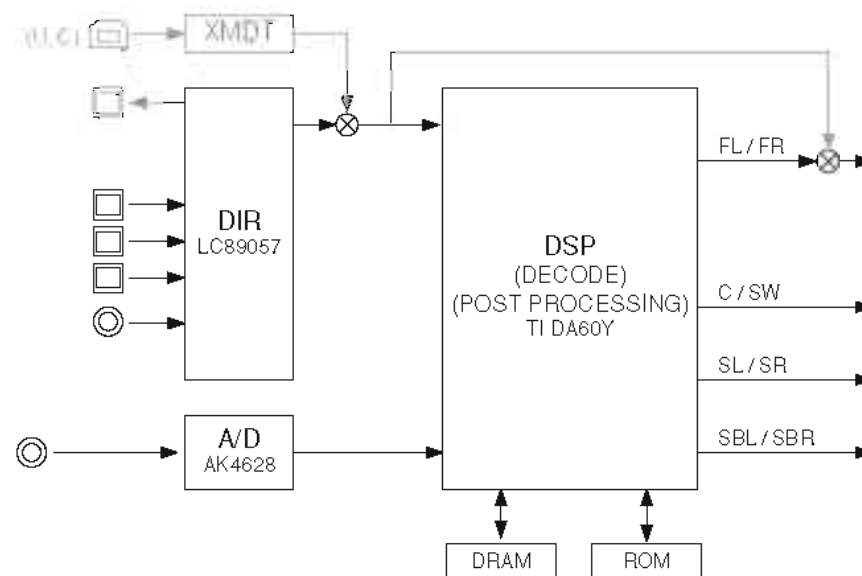 (U, C)
XMDT
DIR
LC89057
FL / FR
DSP
(DECODE)
(POST PROCESSING)
TI DA60Y
C / SW
SL / SR
A/D
AK4628
SBL / SBR
DRAM
ROM